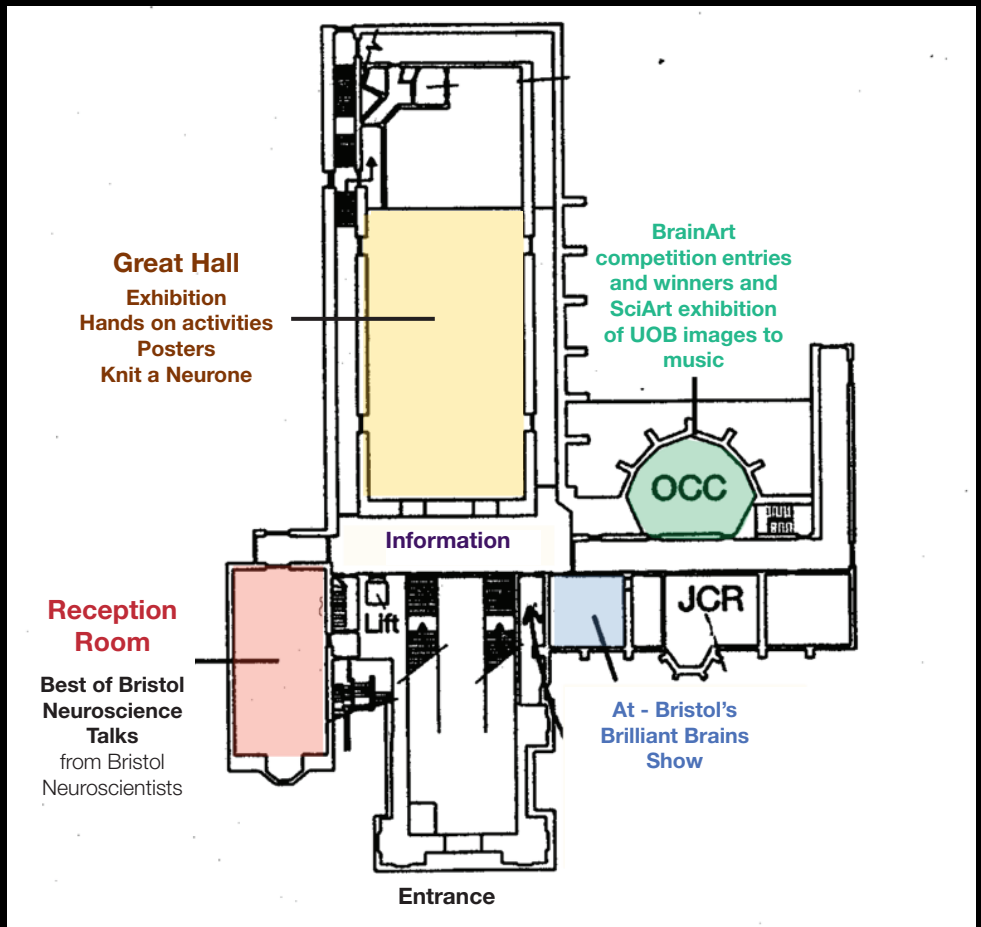 Great Hall
Exhibition
Hands on activities
Posters
Knit a Neurone
BrainArt
competition entries
and winners and
SciArt exhibition
of UOB images to
music
OCC
Information
Reception
Room
Best of Bristol
Neuroscience
Talks
from Bristol
Neuroscientists
Lift
JCR
At - Bristol's
Brilliant Brains
Show
Entrance